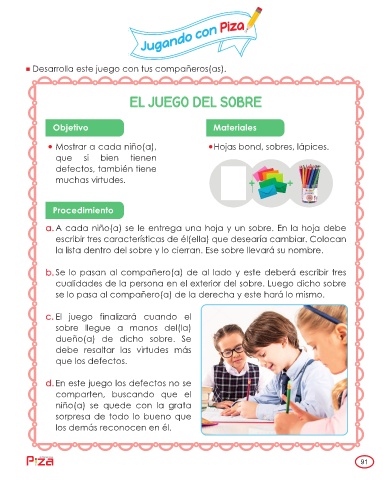 Jugando con Piza
Desarrolla este juego con tus compañeros(as).
EL JUEGO DEL SOBRE
Objetivo
Mostrar a cada niño(a),
que si bien tienen
defectos, también tiene
muchas virtudes.
Materiales
Hojas bond, sobres, lápices.
+ +
Procedimiento
a. A cada niño(a) se le entrega una hoja y un sobre. En la hoja debe
escribir tres características de él(ella) que desearía cambiar. Colocan
la lista dentro del sobre y lo cierran. Ese sobre llevará su nombre.
b. Se lo pasan al compañero(a) de al lado y este deberá escribir tres
cualidades de la persona en el exterior del sobre. Luego dicho sobre
se lo pasa al compañero(a) de la derecha y este hará lo mismo.
c. El juego finalizará cuando el
sobre llegue a manos del(la)
dueño(a) de dicho sobre. Se
debe resaltar las virtudes más
que los defectos.
d. En este juego los defectos no se
comparten, buscando que el
niño(a) se quede con la grata
sorpresa de todo lo bueno que
los demás reconocen en él.
Piza
91